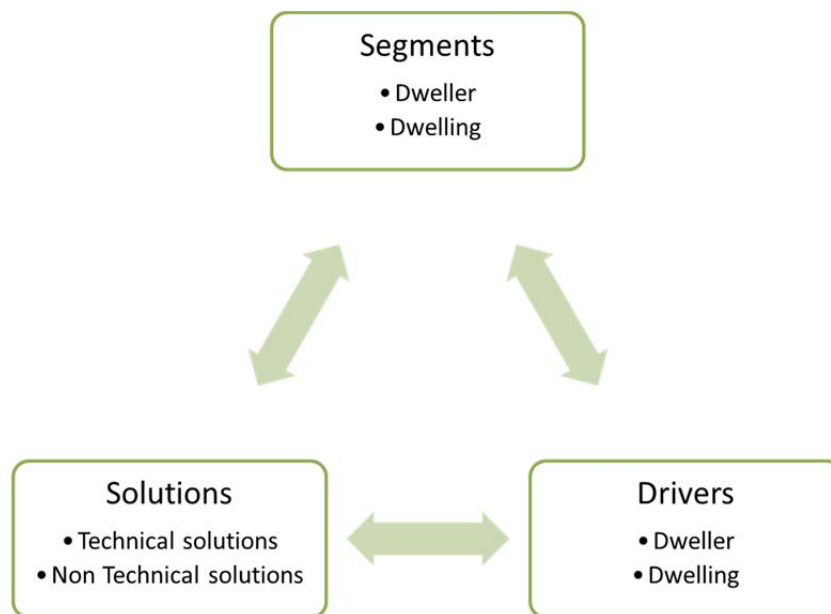 Segments
• Dweller
• Dwelling
Solutions
• Technical solutions
• Non Technical solutions
Drivers
• Dweller
• Dwelling